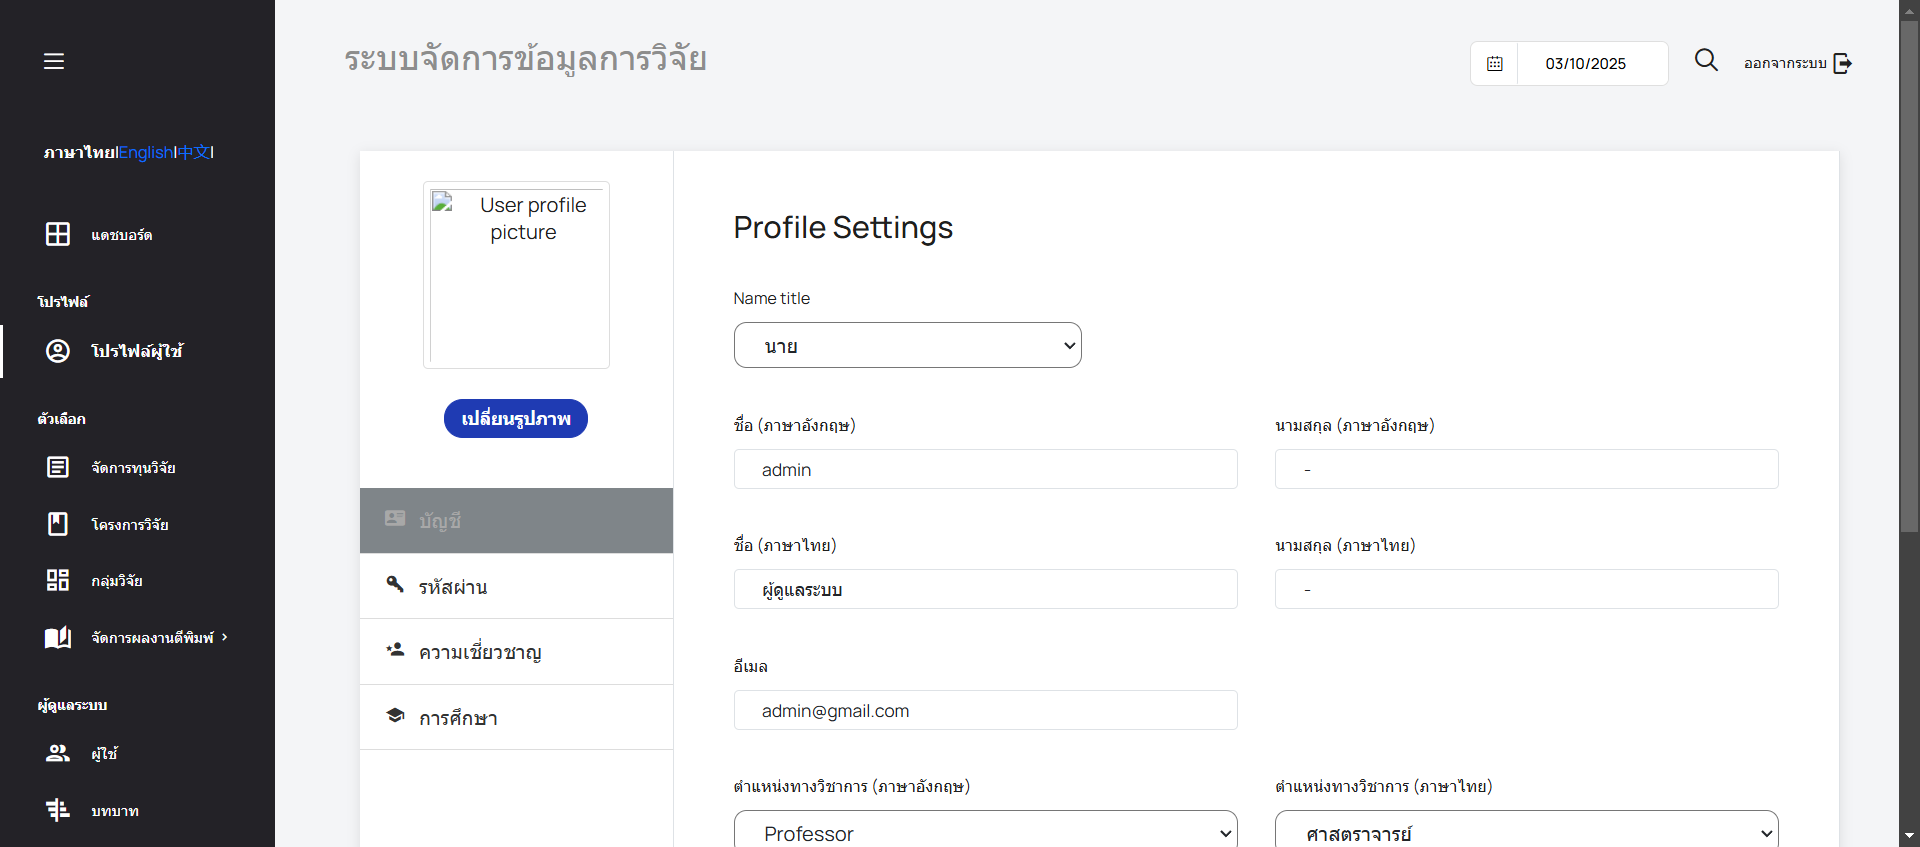 ระบบจัดการข้อมูลการวิจัย
03/10/2025
ออกจากระบบ
ภาษาไทย|English|中文|
แดชบอร์ด
โปรไฟล์
โปรไฟล์ผู้ใช้
ตัวเลือก
จัดการทุนวิจัย
โครงการวิจัย
กลุ่มวิจัย
จัดการผลงานตีพิมพ์
ผู้ดูแลระบบ
ผู้ใช้
บทบาท
User profile
picture
เปลี่ยนรูปภาพ
บัญชี
รหัสผ่าน
ความเชี่ยวชาญ
การศึกษา
Profile Settings
Name title
นาย
ชื่อ (ภาษาอังกฤษ)
นามสกุล (ภาษาอังกฤษ)
admin
-
ชื่อ (ภาษาไทย)
นามสกุล (ภาษาไทย)
ผู้ดูแลระบบ
-
อีเมล
admin@gmail.com
ตำแหน่งทางวิชาการ (ภาษาอังกฤษ)
ตำแหน่งทางวิชาการ (ภาษาไทย)
Professor
ศาสตราจารย์